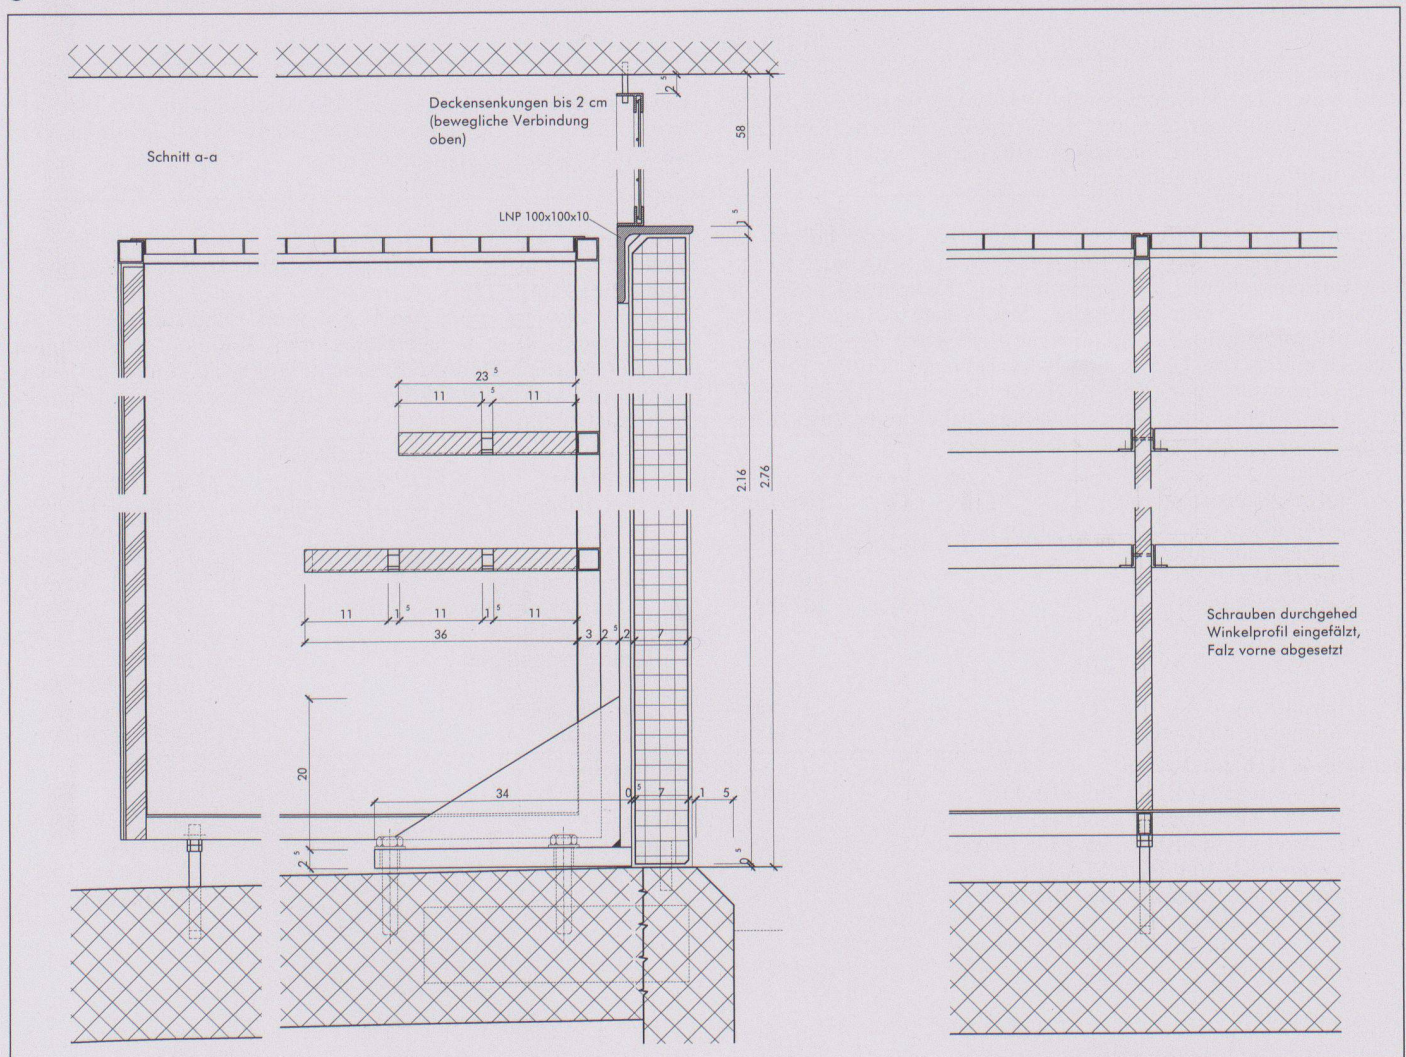 2 5
Deckensenkungen bis 2 cm
(bewegliche Verbindung
oben)
58
Schnitt a-a
LNP 100x100x10
1 5
23 5
11 1 5 11
2.16
2.76
11 1 5 11 1 5 11
36 3 2 5 2 7
Schrauben durchgehed
Winkelprofil eingefälzt,
Falz vorne abgesetzt
20
34 0 5 7 1 5
2 5
0 5